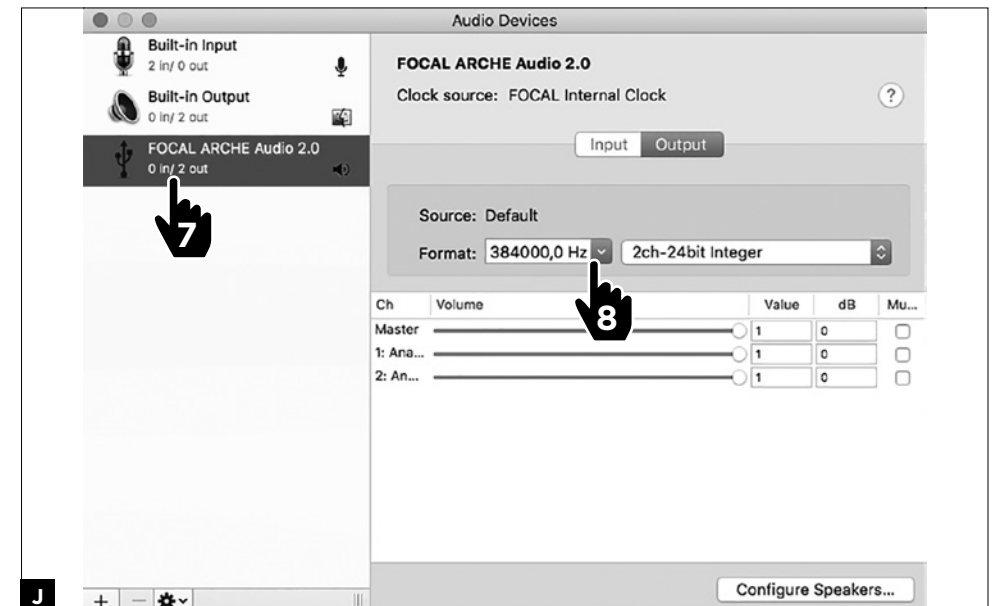 Audio Devices
Built-in Input
2 in/ 0 out
Built-in Output
0 in/ 2 out
FOCAL ARCHE Audio 2.0
0 in/ 2 out
7
FOCAL ARCHE Audio 2.0
Clock source: FOCAL Internal Clock
?
Input Output
Source: Default
Format: 384000,0 Hz 2ch-24bit Integer
8
Ch Volume Value dB Mu...
Master 1 0
1: Ana... 1 0
2: An... 1 0
Configure Speakers...
J